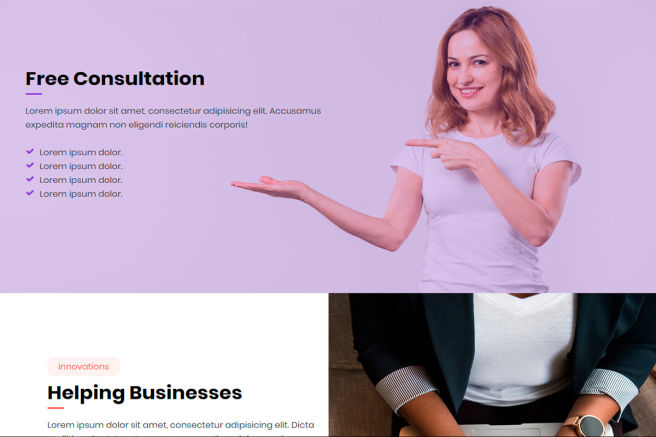 Free Consultation
Lorem ipsum dolor sit amet, consectetur adipisicing elit. Accusamus
expedita magnam non eligendi reiciendis corporis!
Lorem ipsum dolor.
Lorem ipsum dolor.
Lorem ipsum dolor.
Lorem ipsum dolor.
innovations
Helping Businesses
Lorem ipsum dolor sit amet, consectetur adipisicing elit. Dicta